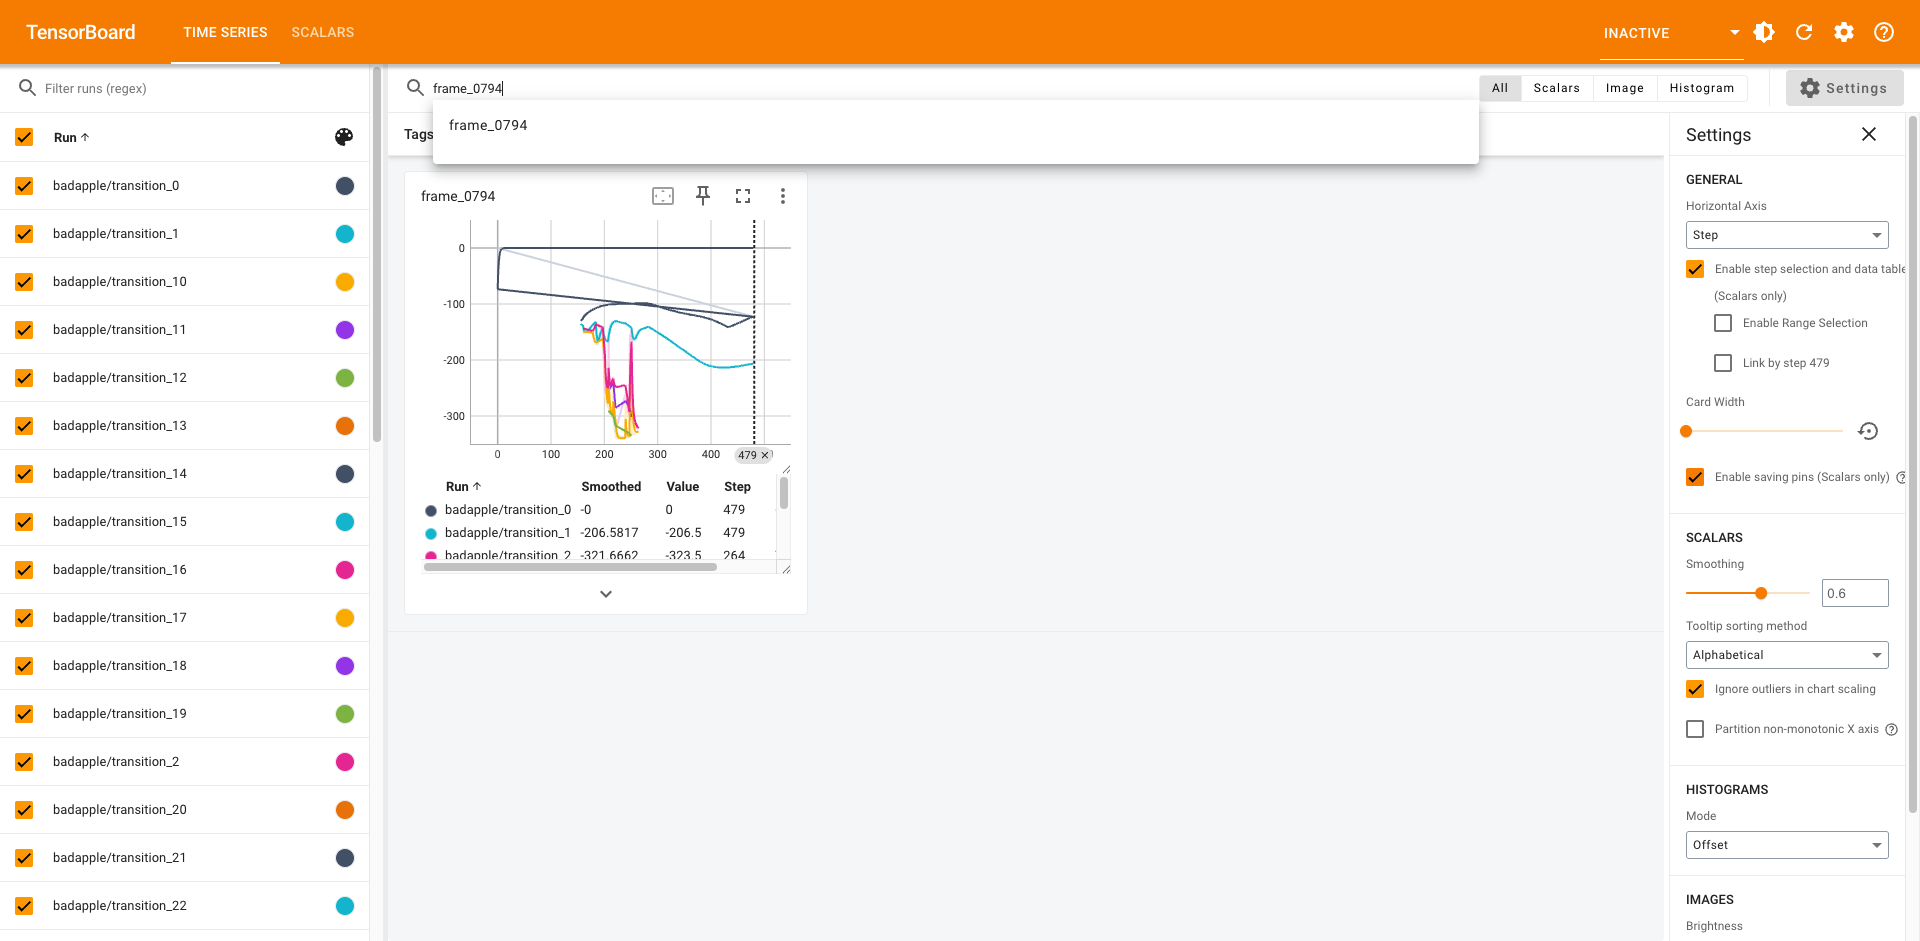 TensorBoard
TIME SERIES
SCALARS
INACTIVE
Filter runs (regex)
frame_0794
All
Scalars
Image
Histogram
Settings
frame_0794
Tags
Run
badapple/transition_0
badapple/transition_1
badapple/transition_10
badapple/transition_11
badapple/transition_12
badapple/transition_13
badapple/transition_14
badapple/transition_15
badapple/transition_16
badapple/transition_17
badapple/transition_18
badapple/transition_19
badapple/transition_2
badapple/transition_20
badapple/transition_21
badapple/transition_22
frame_0794
0
-100
-200
-300
0 100 200 300 400 479
Run Smoothed Value Step
badapple/transition_0 -0 0 479
badapple/transition_1 -206.5817 -206.5 479
badapple/transition_2 -321.6662 -323.5 264
Settings
GENERAL
Horizontal Axis
Step
Enable step selection and data table
(Scalars only)
Enable Range Selection
Link by step 479
Card Width
Enable saving pins (Scalars only)
SCALARS
Smoothing
0.6
Tooltip sorting method
Alphabetical
Ignore outliers in chart scaling
Partition non-monotonic X axis
HISTOGRAMS
Mode
Offset
IMAGES
Brightness